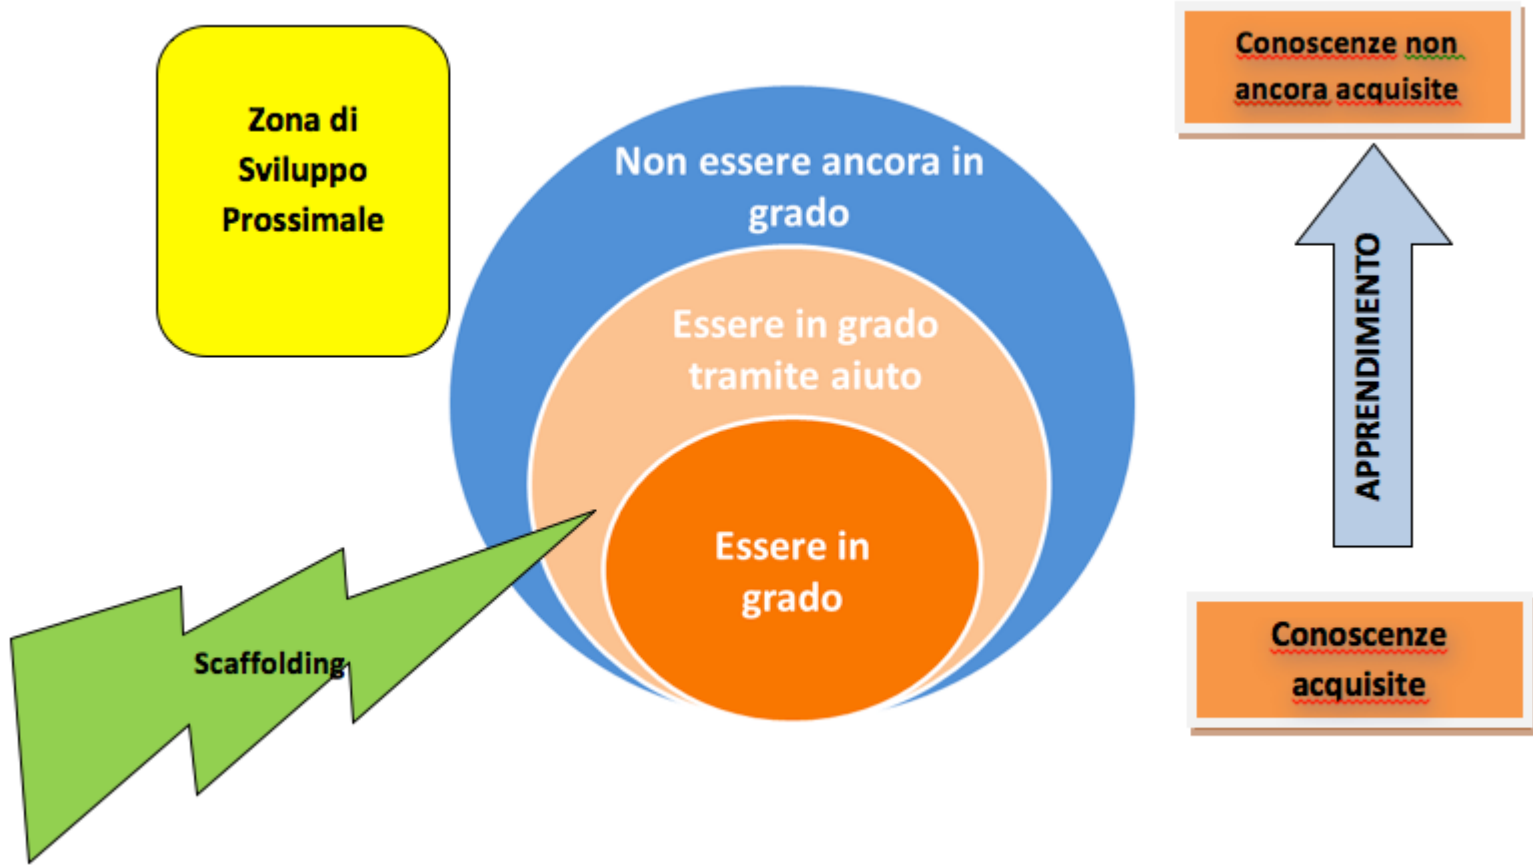 Zona di
Sviluppo
Prossimale
Non essere ancora in
grado
Essere in grado
tramite aiuto
Essere in
grado
Scaffolding
Conoscenze non
ancora acquisite
APPRENDIMENTO
Conoscenze
acquisite